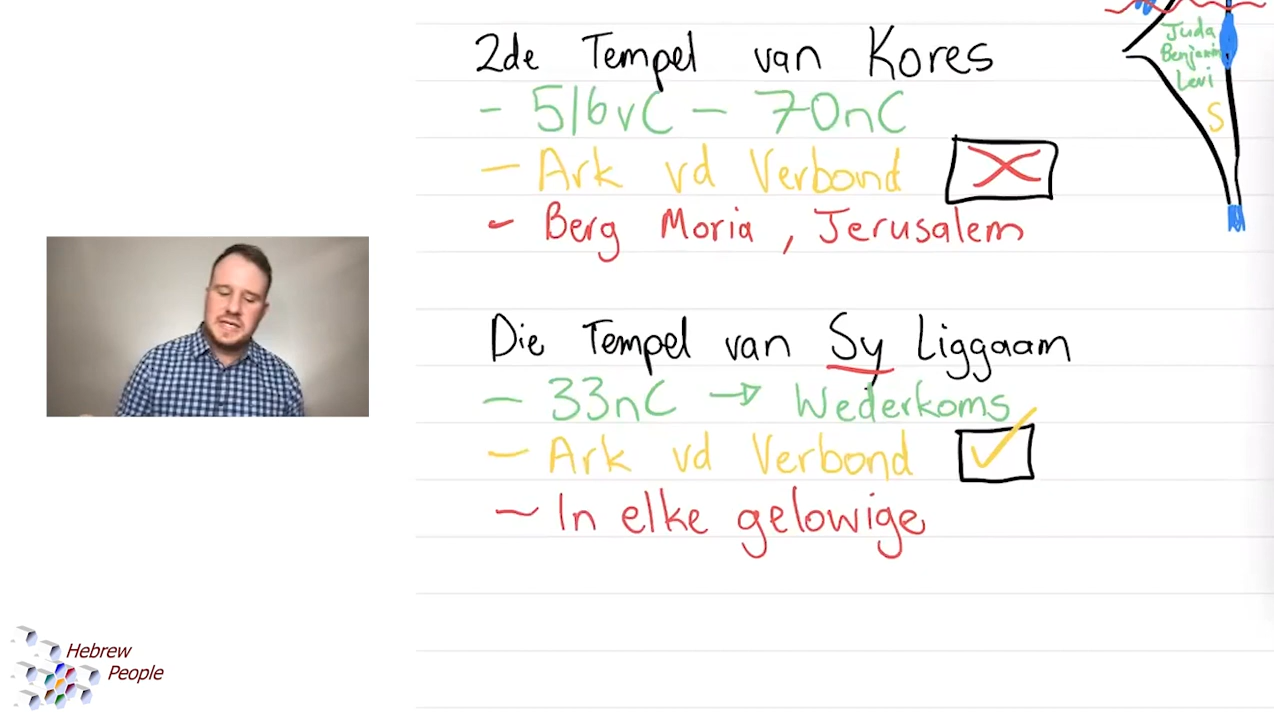 2de Tempel van Kores
- 516vC - 70nC
- Ark vd Verbond
- Berg Moria, Jerusalem
Die Tempel van Sy Liggaam
- 33nC → Wederkoms
- Ark vd Verbond
- In elke gelowige
Juda
Benjamin
Levi
S
Hebrew
People